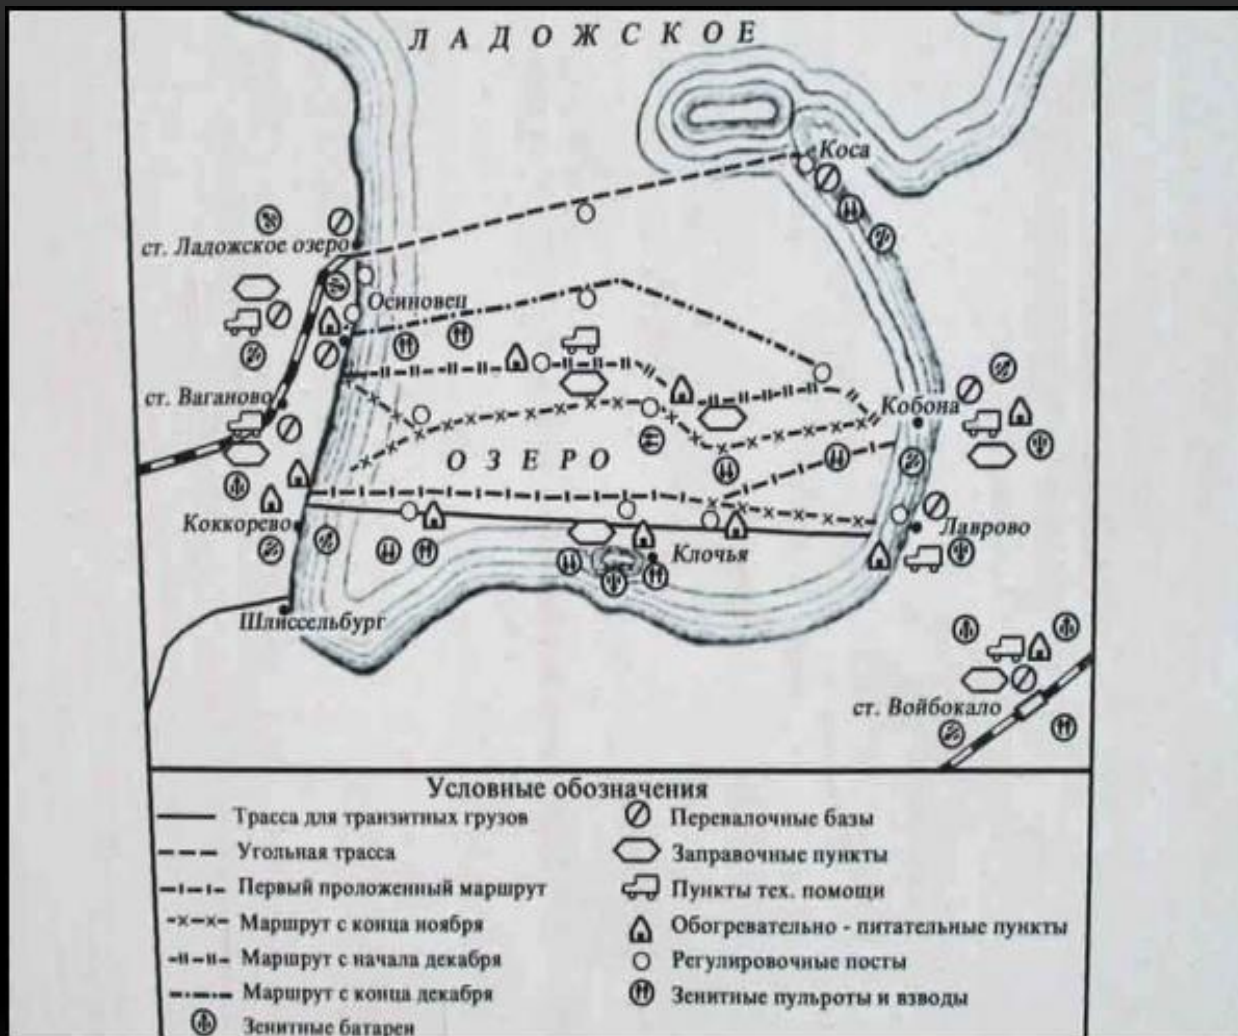 ЛАДОЖСКОЕ
Коса
ст. Ладожское озеро
Осиновец
ст. Ваганово
Кобона
ОЗЕРО
Коккорево
Лаврово
Клочья
Шлиссельбург
ст. Войбокало
Условные обозначения
Трасса для транзитных грузов
Перевалочные базы
Угольная трасса
Заправочные пункты
Первый проложенный маршрут
Пункты тех. помощи
Маршрут с конца ноября
Обогревательно - питательные пункты
Маршрут с начала декабря
Регулировочные посты
Маршрут с конца декабря
Зенитные пульроты и взводы
Зенитные батареи